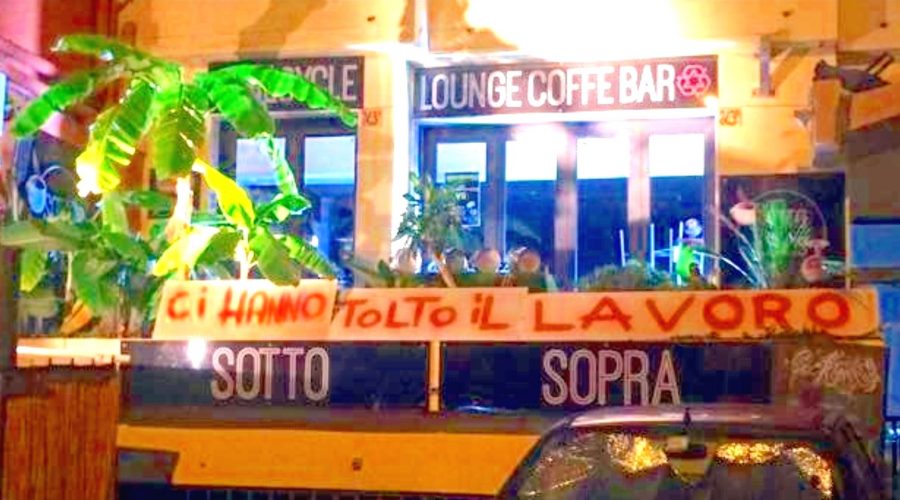 CYCLE
LOUNGE COFFE BAR
Ci HANNO TOLTO iL LAVORO
SOTTO SOPRA